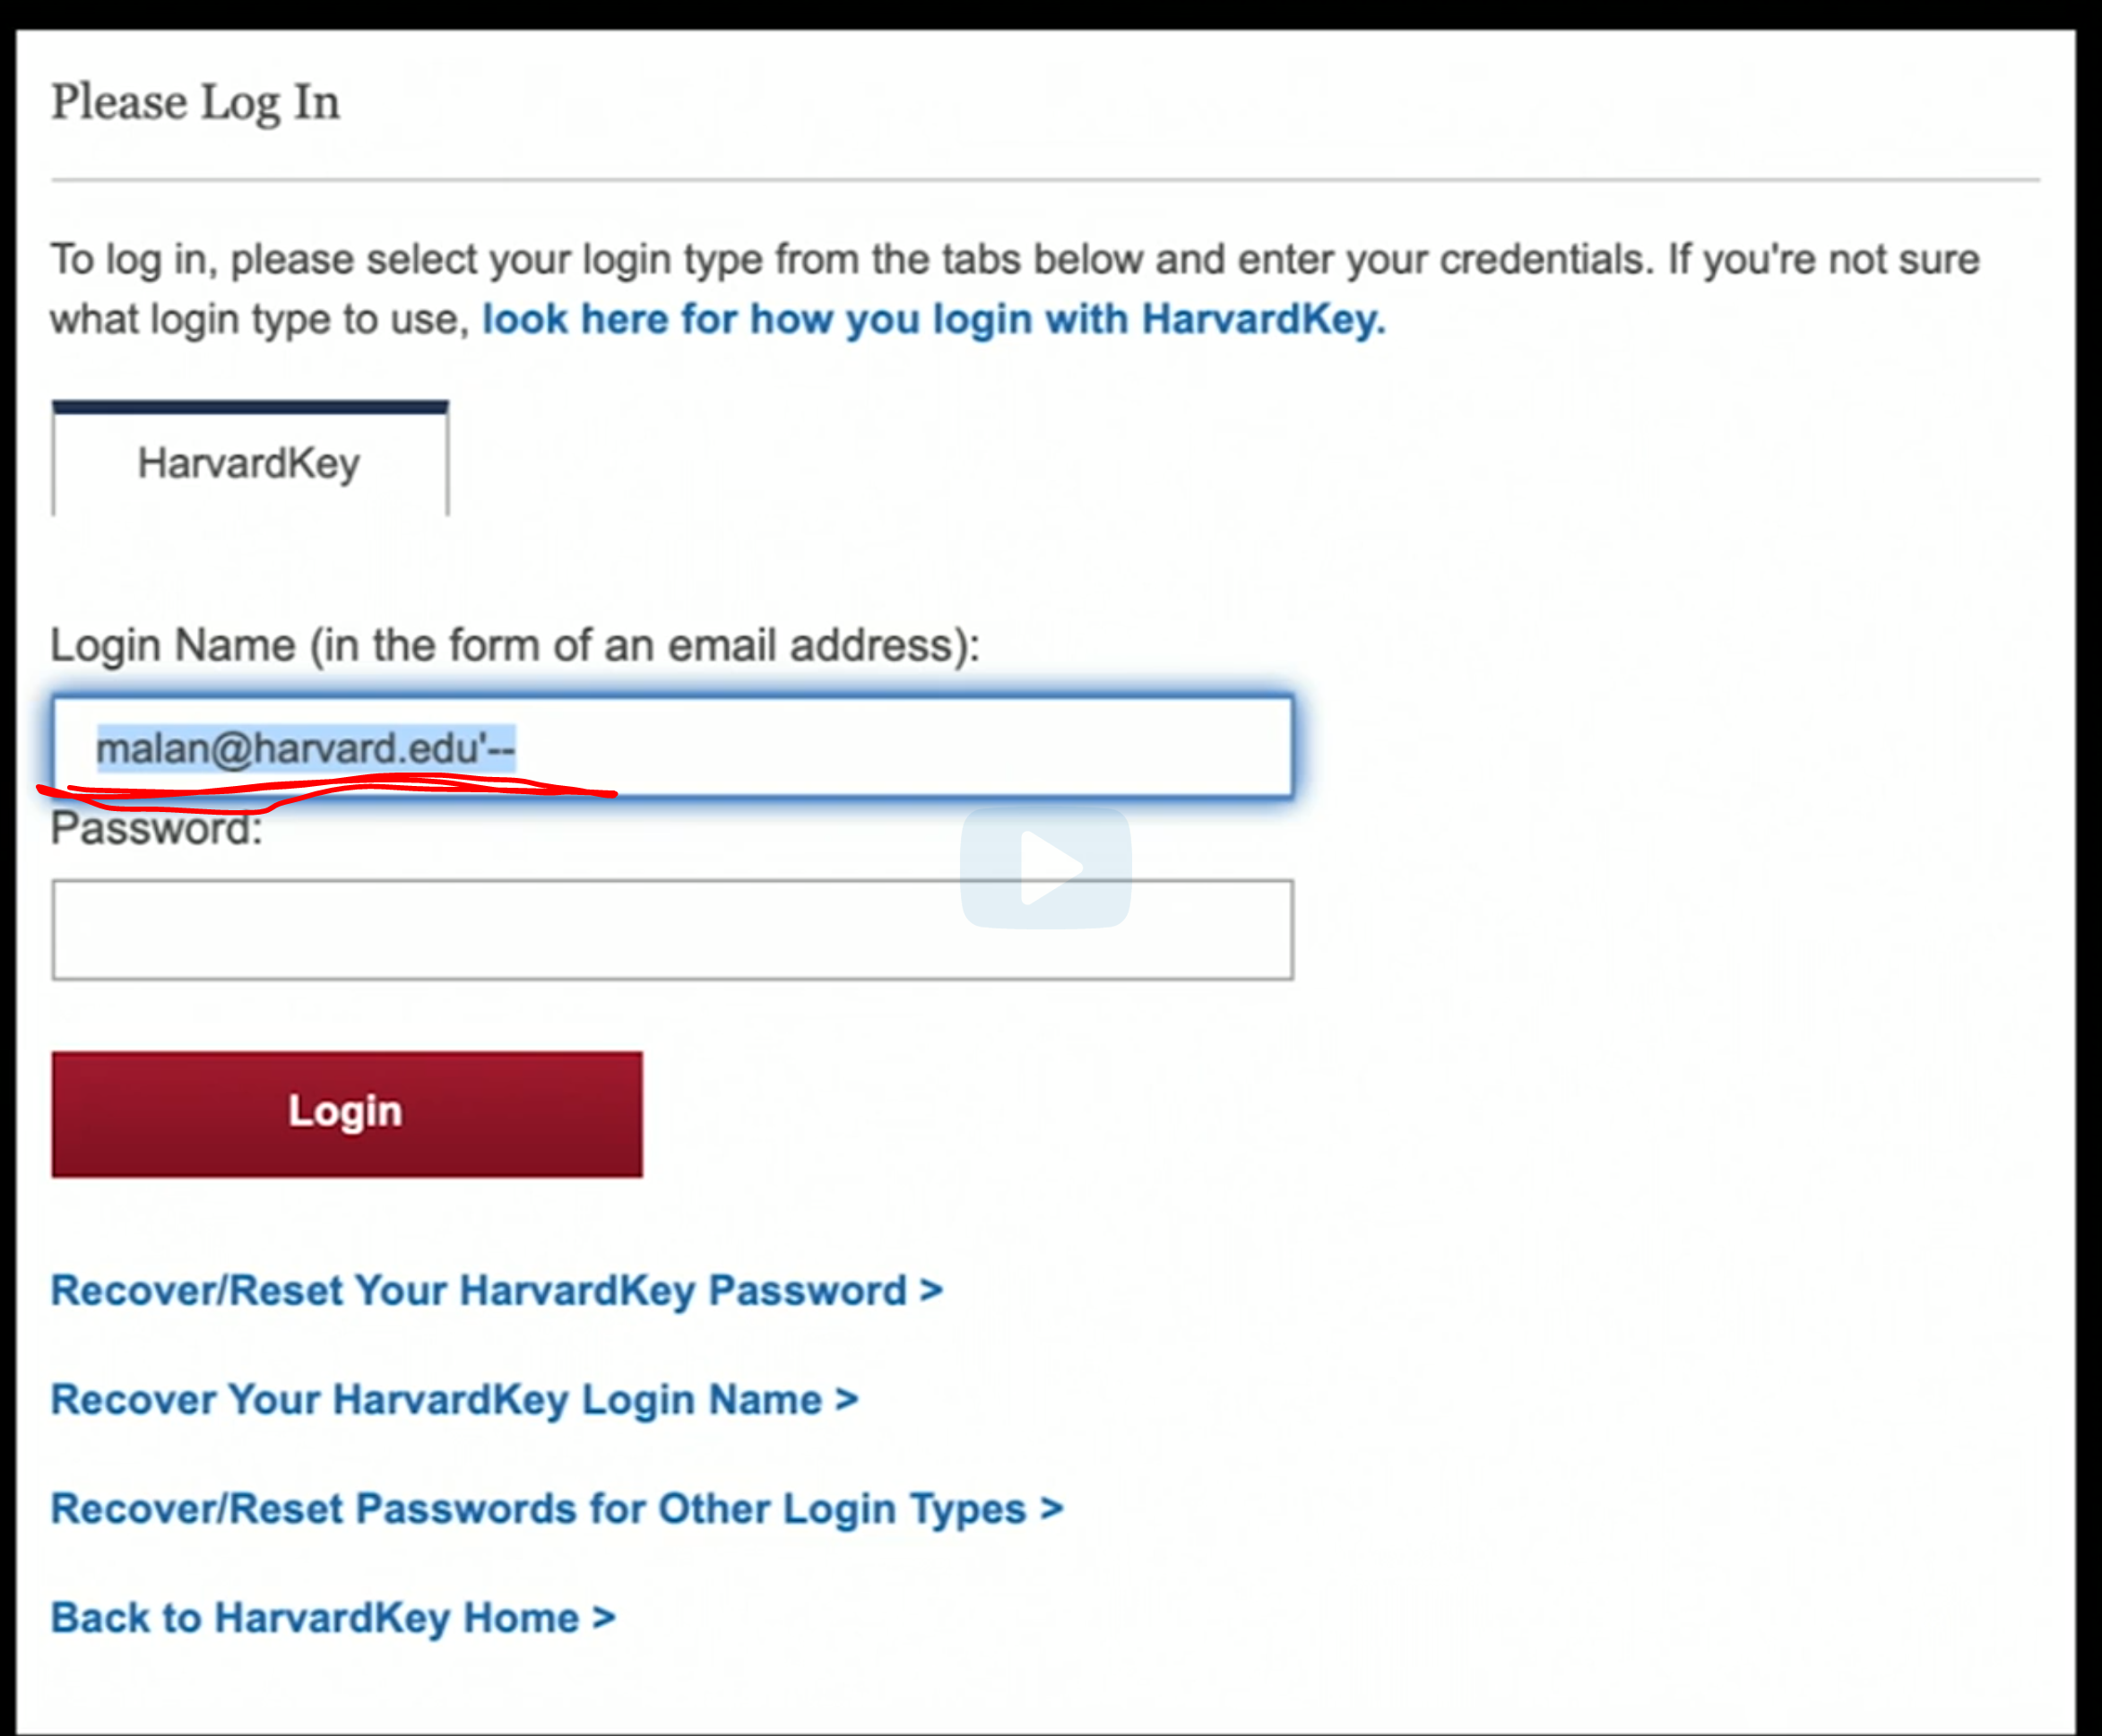 Please Log In
To log in, please select your login type from the tabs below and enter your credentials. If you're not sure
what login type to use, look here for how you login with HarvardKey.
HarvardKey
Login Name (in the form of an email address):
malan@harvard.edu'--
Password:
Login
Recover/Reset Your HarvardKey Password >
Recover Your HarvardKey Login Name >
Recover/Reset Passwords for Other Login Types >
Back to HarvardKey Home >